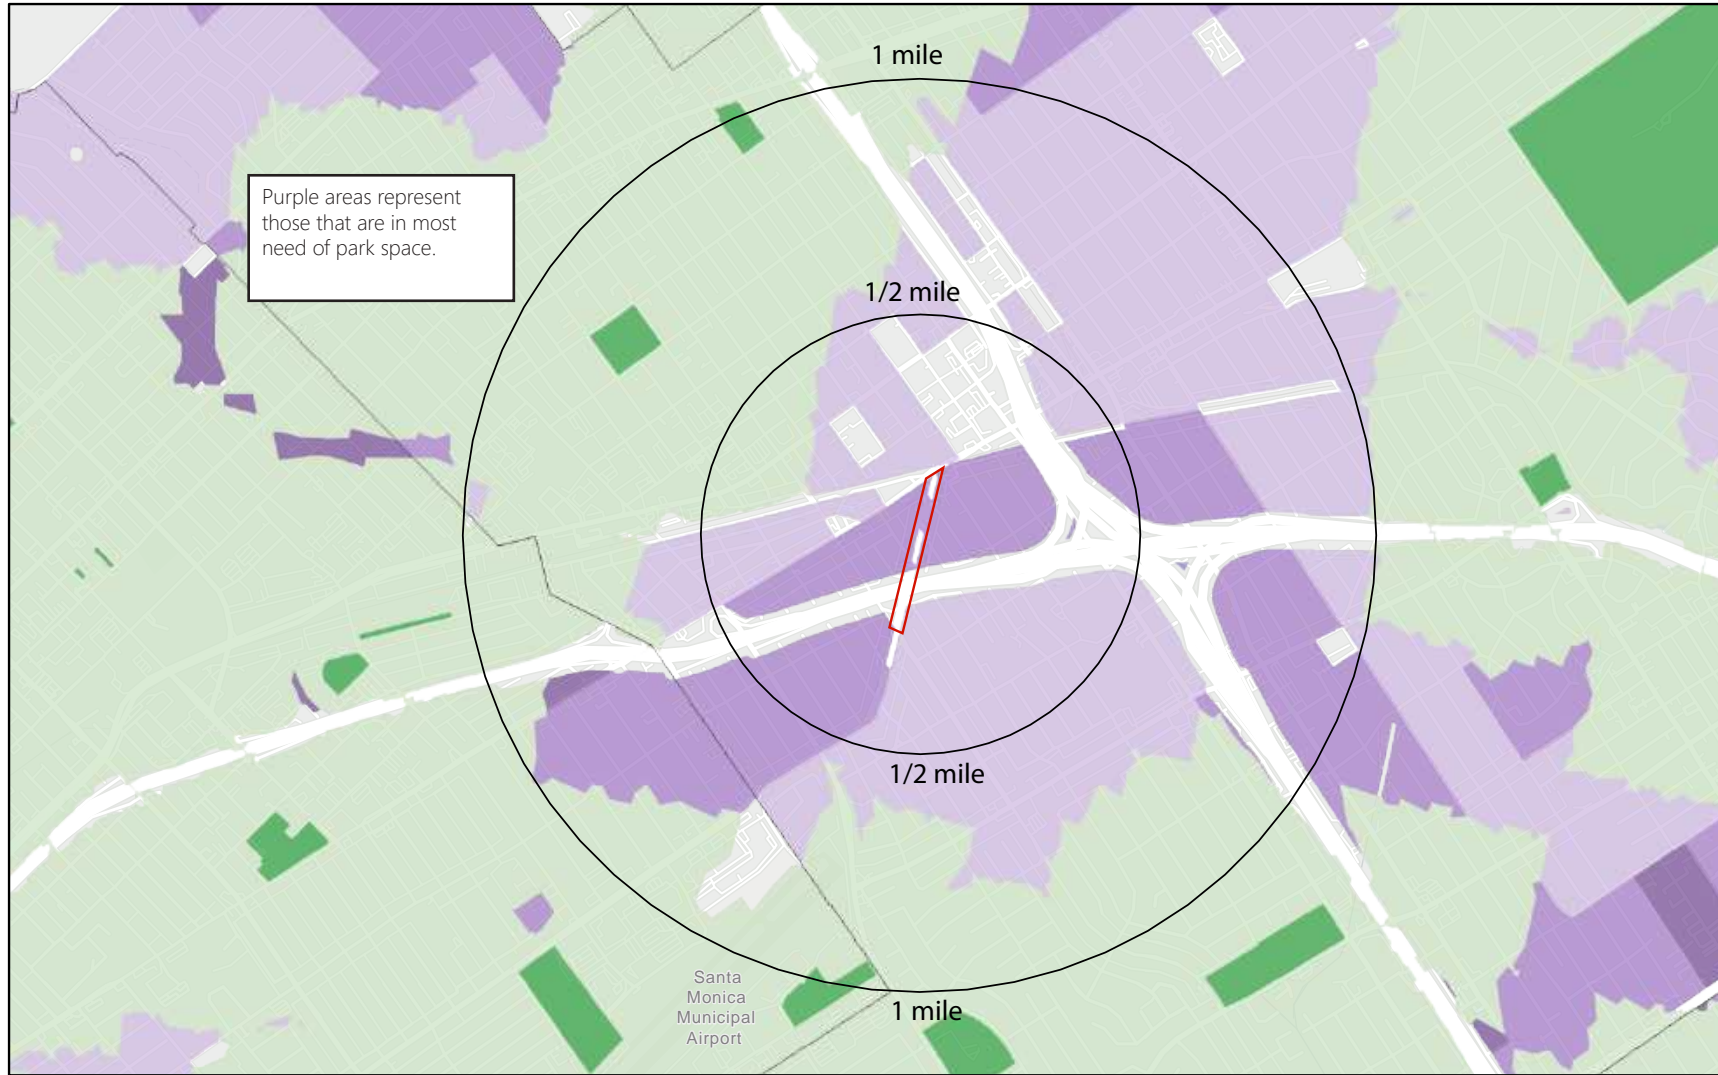 1 mile
Purple areas represent
those that are in most
need of park space.
1/2 mile
1/2 mile
Santa
Monica
Municipal
Airport
1 mile